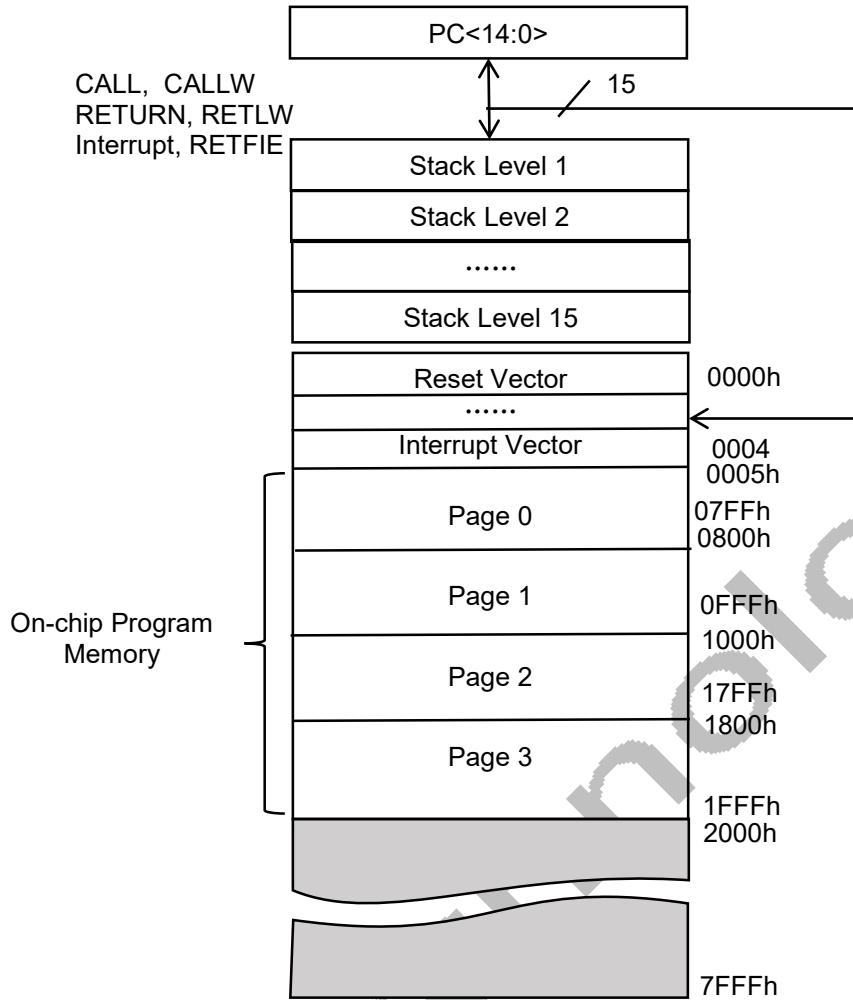 PC<14:0>
CALL, CALLW
RETURN, RETLW
Interrupt, RETFIE
15
Stack Level 1
Stack Level 2
......
Stack Level 15
Reset Vector
0000h
......
Interrupt Vector
0004
0005h
Page 0
07FFh
0800h
Page 1
0FFFh
1000h
On-chip Program
Memory
Page 2
17FFh
1800h
Page 3
1FFFh
2000h
7FFFh